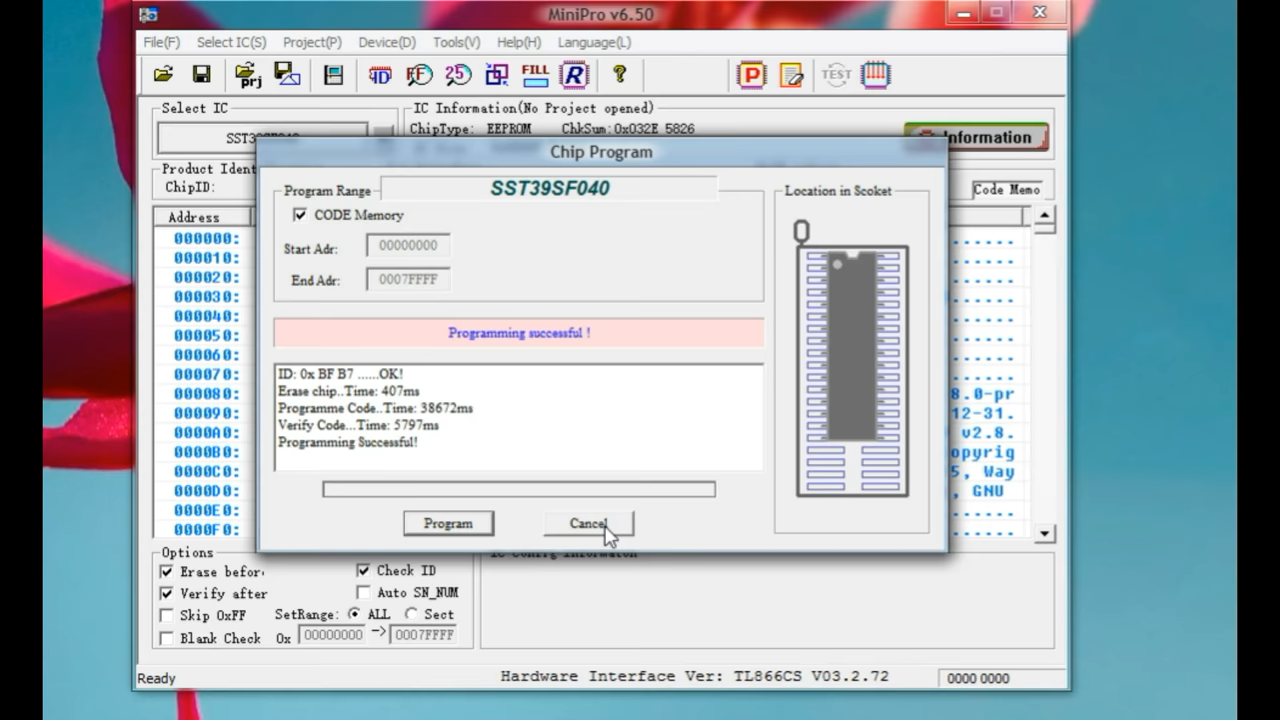 MiniPro v6.50
File(F) Select IC(S) Project(P) Device(D) Tools(V) Help(H) Language(L)
prj ID FF 25 FILL R ? P TEST
Select IC
IC Information(No Project opened)
ChipType: EEPROM ChkSum:0x032E 5826
Information
Product Ident
ChipID:
Code Memo
Address
000000:
000010:
000020:
000030:
000040:
000050:
000060:
000070:
000080: 8.0-pr
000090: 12-31.
0000A0: v2.8.
0000B0: opyrig
0000C0: 5, Way
0000D0: , GNU
0000E0:
0000F0:
Chip Program
Program Range
SST39SF040
CODE Memory
Start Adr: 00000000
End Adr: 0007FFFF
Location in Scoket
Programming successful !
ID: 0x BF B7 ......OK!
Erase chip..Time: 407ms
Programme Code..Time: 38672ms
Verify Code...Time: 5797ms
Programming Successful!
Program
Cancel
Options
Erase befor
Check ID
Verify after
Auto SN_NUM
Skip 0xFF SetRange: ALL Sect
Blank Check 0x 00000000 -> 0007FFFF
Ready
Hardware Interface Ver: TL866CS V03.2.72
0000 0000